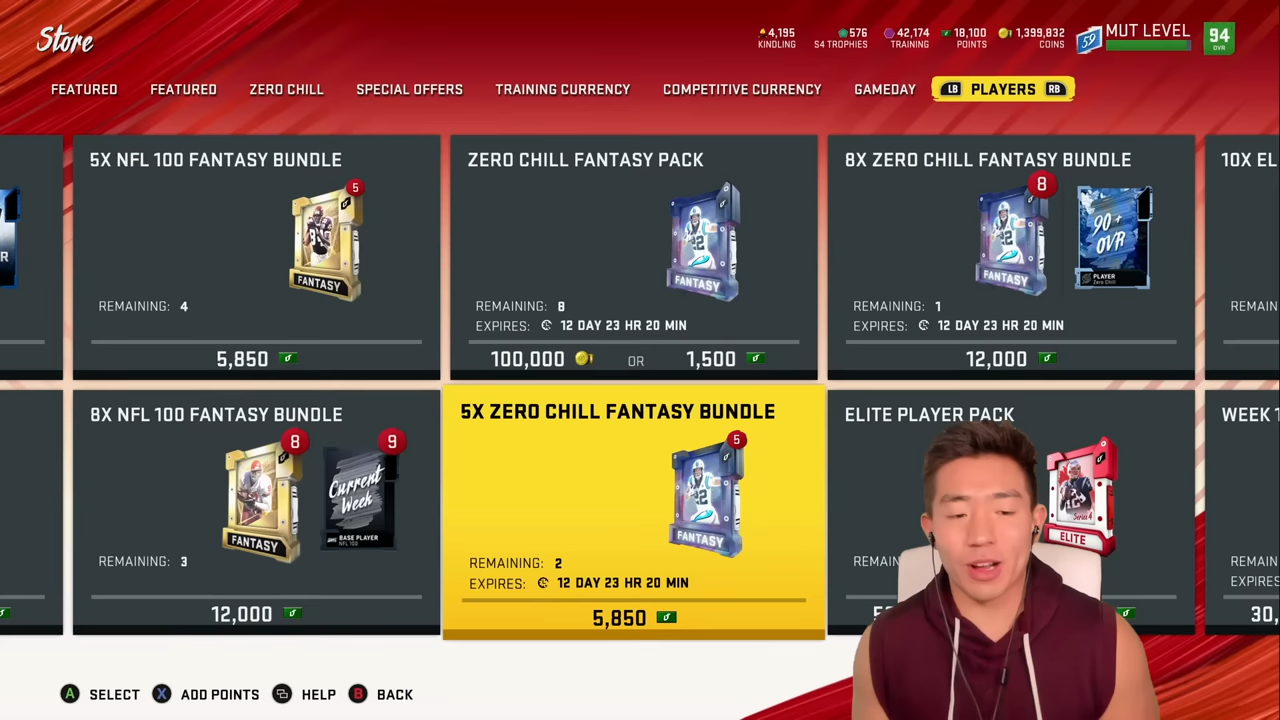 Store
4,195
KINDLING
576
S4 TROPHIES
42,174
TRAINING
18,100
POINTS
1,399,832
COINS
59
MUT LEVEL
94
OVR
FEATURED
FEATURED
ZERO CHILL
SPECIAL OFFERS
TRAINING CURRENCY
COMPETITIVE CURRENCY
GAMEDAY
LB PLAYERS RB
R
5X NFL 100 FANTASY BUNDLE
5
FANTASY
REMAINING: 4
5,850
ZERO CHILL FANTASY PACK
FANTASY
REMAINING: 8
EXPIRES: 12 DAY 23 HR 20 MIN
100,000 OR 1,500
8X ZERO CHILL FANTASY BUNDLE
8
FANTASY
90+
OVR
PLAYER
Zero Chill
REMAINING: 1
EXPIRES: 12 DAY 23 HR 20 MIN
12,000
10X EL
REMAIN
8X NFL 100 FANTASY BUNDLE
8
9
FANTASY
Current
Week
BASE PLAYER
NFL 100
REMAINING: 3
12,000
5X ZERO CHILL FANTASY BUNDLE
5
FANTASY
REMAINING: 2
EXPIRES: 12 DAY 23 HR 20 MIN
5,850
ELITE PLAYER PACK
Series 4
ELITE
REMAIN
WEEK 1
REMAIN
EXPIRES
30,
A SELECT
X ADD POINTS
HELP
B BACK